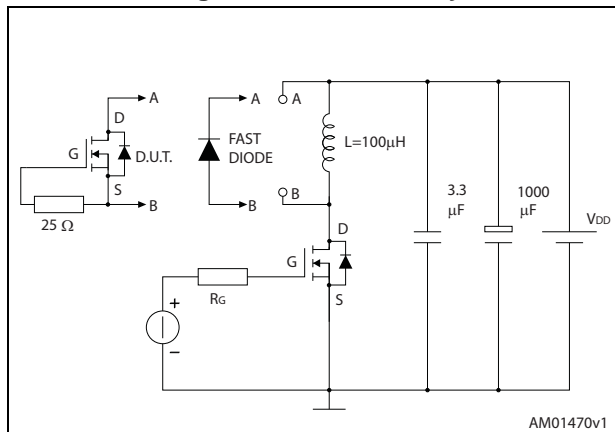 A
A
A
D
FAST
DIODE
L=100µH
G
D.U.T.
S
B
B
B
25 Ω
3.3
µF
1000
µF
VDD
D
G
RG
S
+
−
AM01470v1